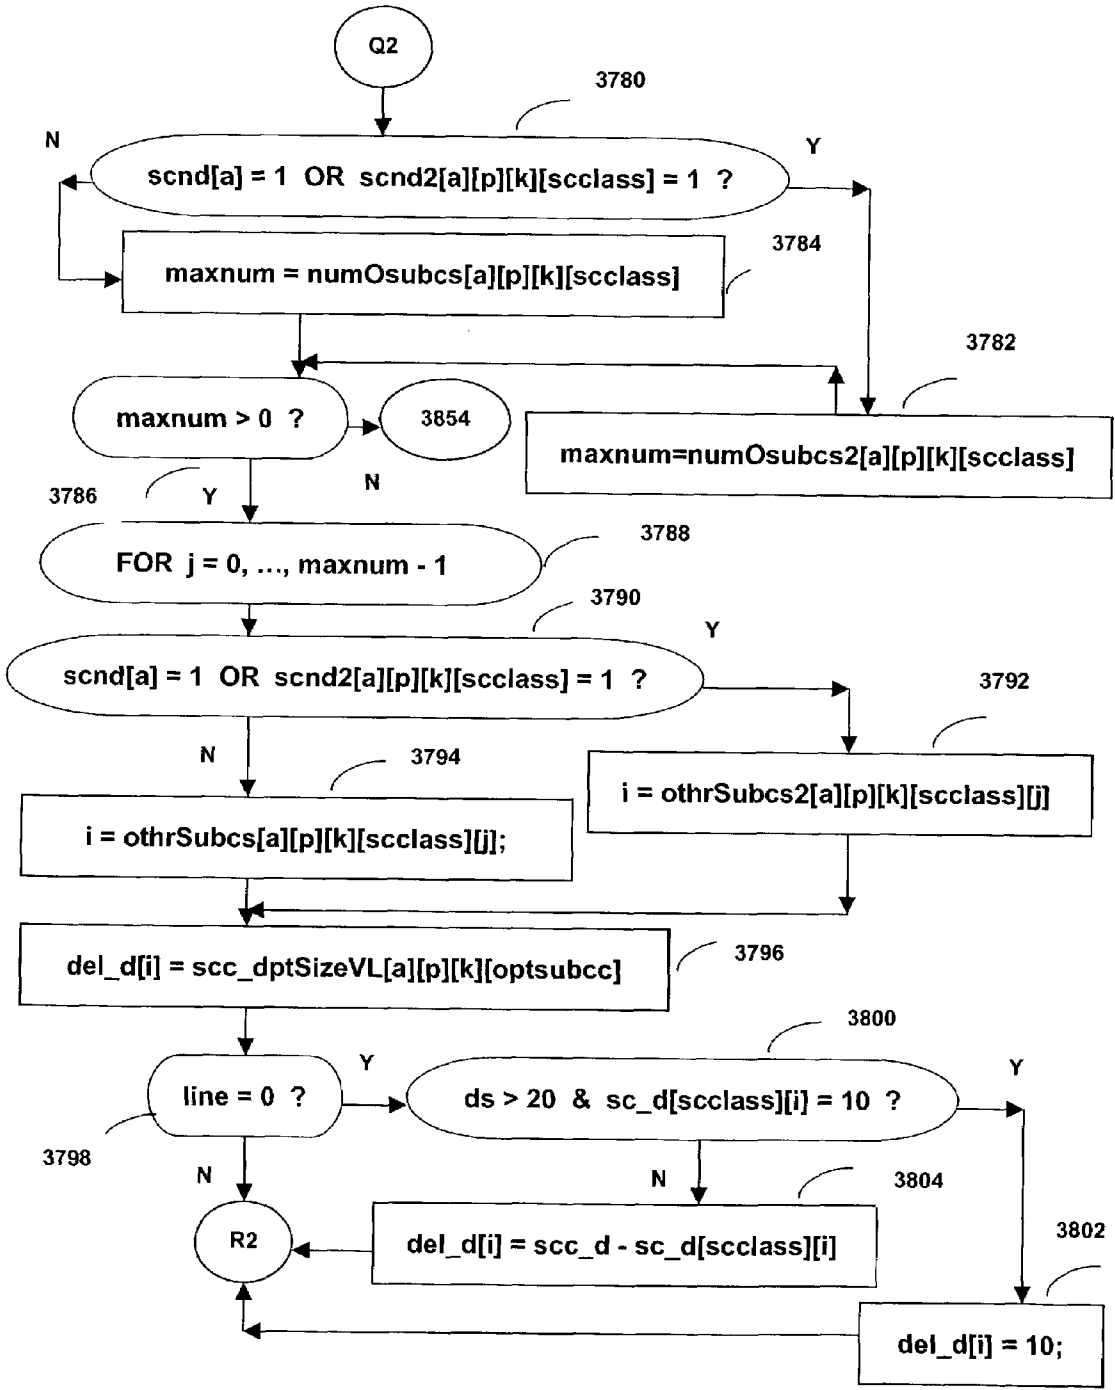 Q2
3780
N
Y
scnd[a] = 1 OR scnd2[a][p][k][scclass] = 1 ?
3784
maxnum = numOsubcs[a][p][k][scclass]
3782
maxnum > 0 ?
3854
maxnum=numOsubcs2[a][p][k][scclass]
3786
Y
N
FOR j = 0, ..., maxnum - 1
3788
3790
Y
scnd[a] = 1 OR scnd2[a][p][k][scclass] = 1 ?
3792
N
3794
i = othrSubcs2[a][p][k][scclass][j]
i = othrSubcs[a][p][k][scclass][j];
3796
del_d[i] = scc_dptSizeVL[a][p][k][optsubcc]
3800
Y
Y
line = 0 ?
ds > 20 & sc_d[scclass][i] = 10 ?
3798
N
N
3804
R2
del_d[i] = scc_d - sc_d[scclass][i]
3802
del_d[i] = 10;